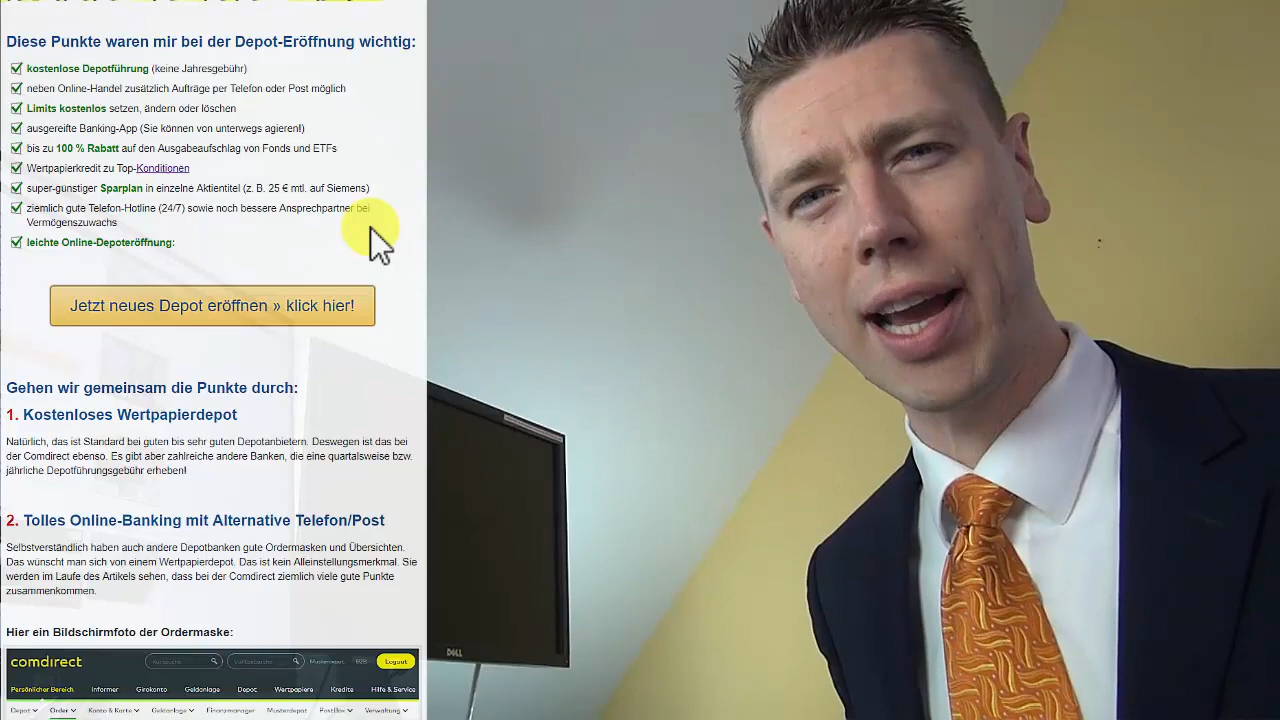 Diese Punkte waren mir bei der Depot-Eröffnung wichtig:
kostenlose Depotführung (keine Jahresgebühr)
neben Online-Handel zusätzlich Aufträge per Telefon oder Post möglich
Limits kostenlos setzen, ändern oder löschen
ausgereifte Banking-App (Sie können von unterwegs agieren!)
bis zu 100 % Rabatt auf den Ausgabeaufschlag von Fonds und ETFs
Wertpapierkredit zu Top-Konditionen
super-günstiger Sparplan in einzelne Aktientitel (z. B. 25 € mtl. auf Siemens)
ziemlich gute Telefon-Hotline (24/7) sowie noch bessere Ansprechpartner bei
Vermögenszuwachs
leichte Online-Depoteröffnung:
Jetzt neues Depot eröffnen » klick hier!
Gehen wir gemeinsam die Punkte durch:
1. Kostenloses Wertpapierdepot
Natürlich, das ist Standard bei guten bis sehr guten Depotanbietern. Deswegen ist das bei
der Comdirect ebenso. Es gibt aber zahlreiche andere Banken, die eine quartalsweise bzw.
jährliche Depotführungsgebühr erheben!
2. Tolles Online-Banking mit Alternative Telefon/Post
Selbstverständlich haben auch andere Depotbanken gute Ordermasken und Übersichten.
Das wünscht man sich von einem Wertpapierdepot. Das ist kein Alleinstellungsmerkmal. Sie
werden im Laufe des Artikels sehen, dass bei der Comdirect ziemlich viele gute Punkte
zusammenkommen.
Hier ein Bildschirmfoto der Ordermaske:
comdirect Kurssuche Volltextsuche Musterdepot B2B Logout
Persönlicher Bereich Informer Girokonto Geldanlage Depot Wertpapiere Kredite Hilfe & Service
Depot Order Konto & Karte Geldanlage Finanzmanager Musterdepot PostBox Verwaltung
DELL